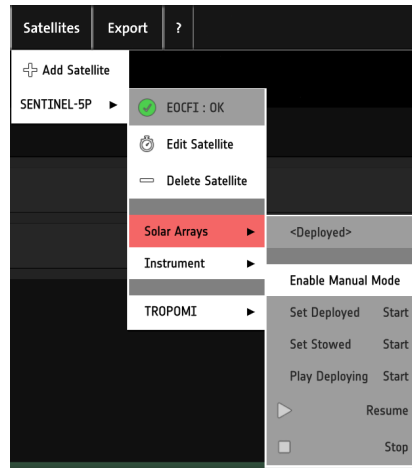 Satellites Export ?
Add Satellite
SENTINEL-5P
EOCFI : OK
Edit Satellite
Delete Satellite
Solar Arrays
Instrument
TROPOMI
<Deployed>
Enable Manual Mode
Set Deployed Start
Set Stowed Start
Play Deploying Start
Resume
Stop